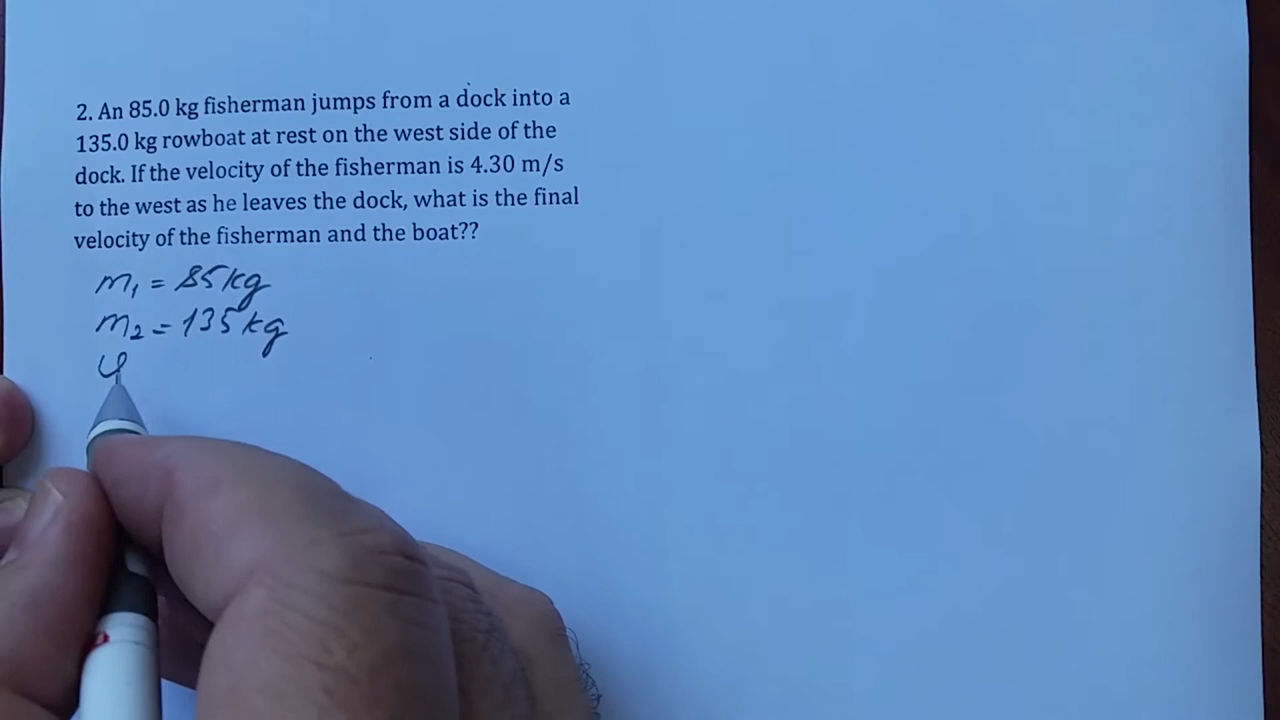 2. An 85.0 kg fisherman jumps from a dock into a
135.0 kg rowboat at rest on the west side of the
dock. If the velocity of the fisherman is 4.30 m/s
to the west as he leaves the dock, what is the final
velocity of the fisherman and the boat??
m₁ = 85 kg
m₂ = 135 kg